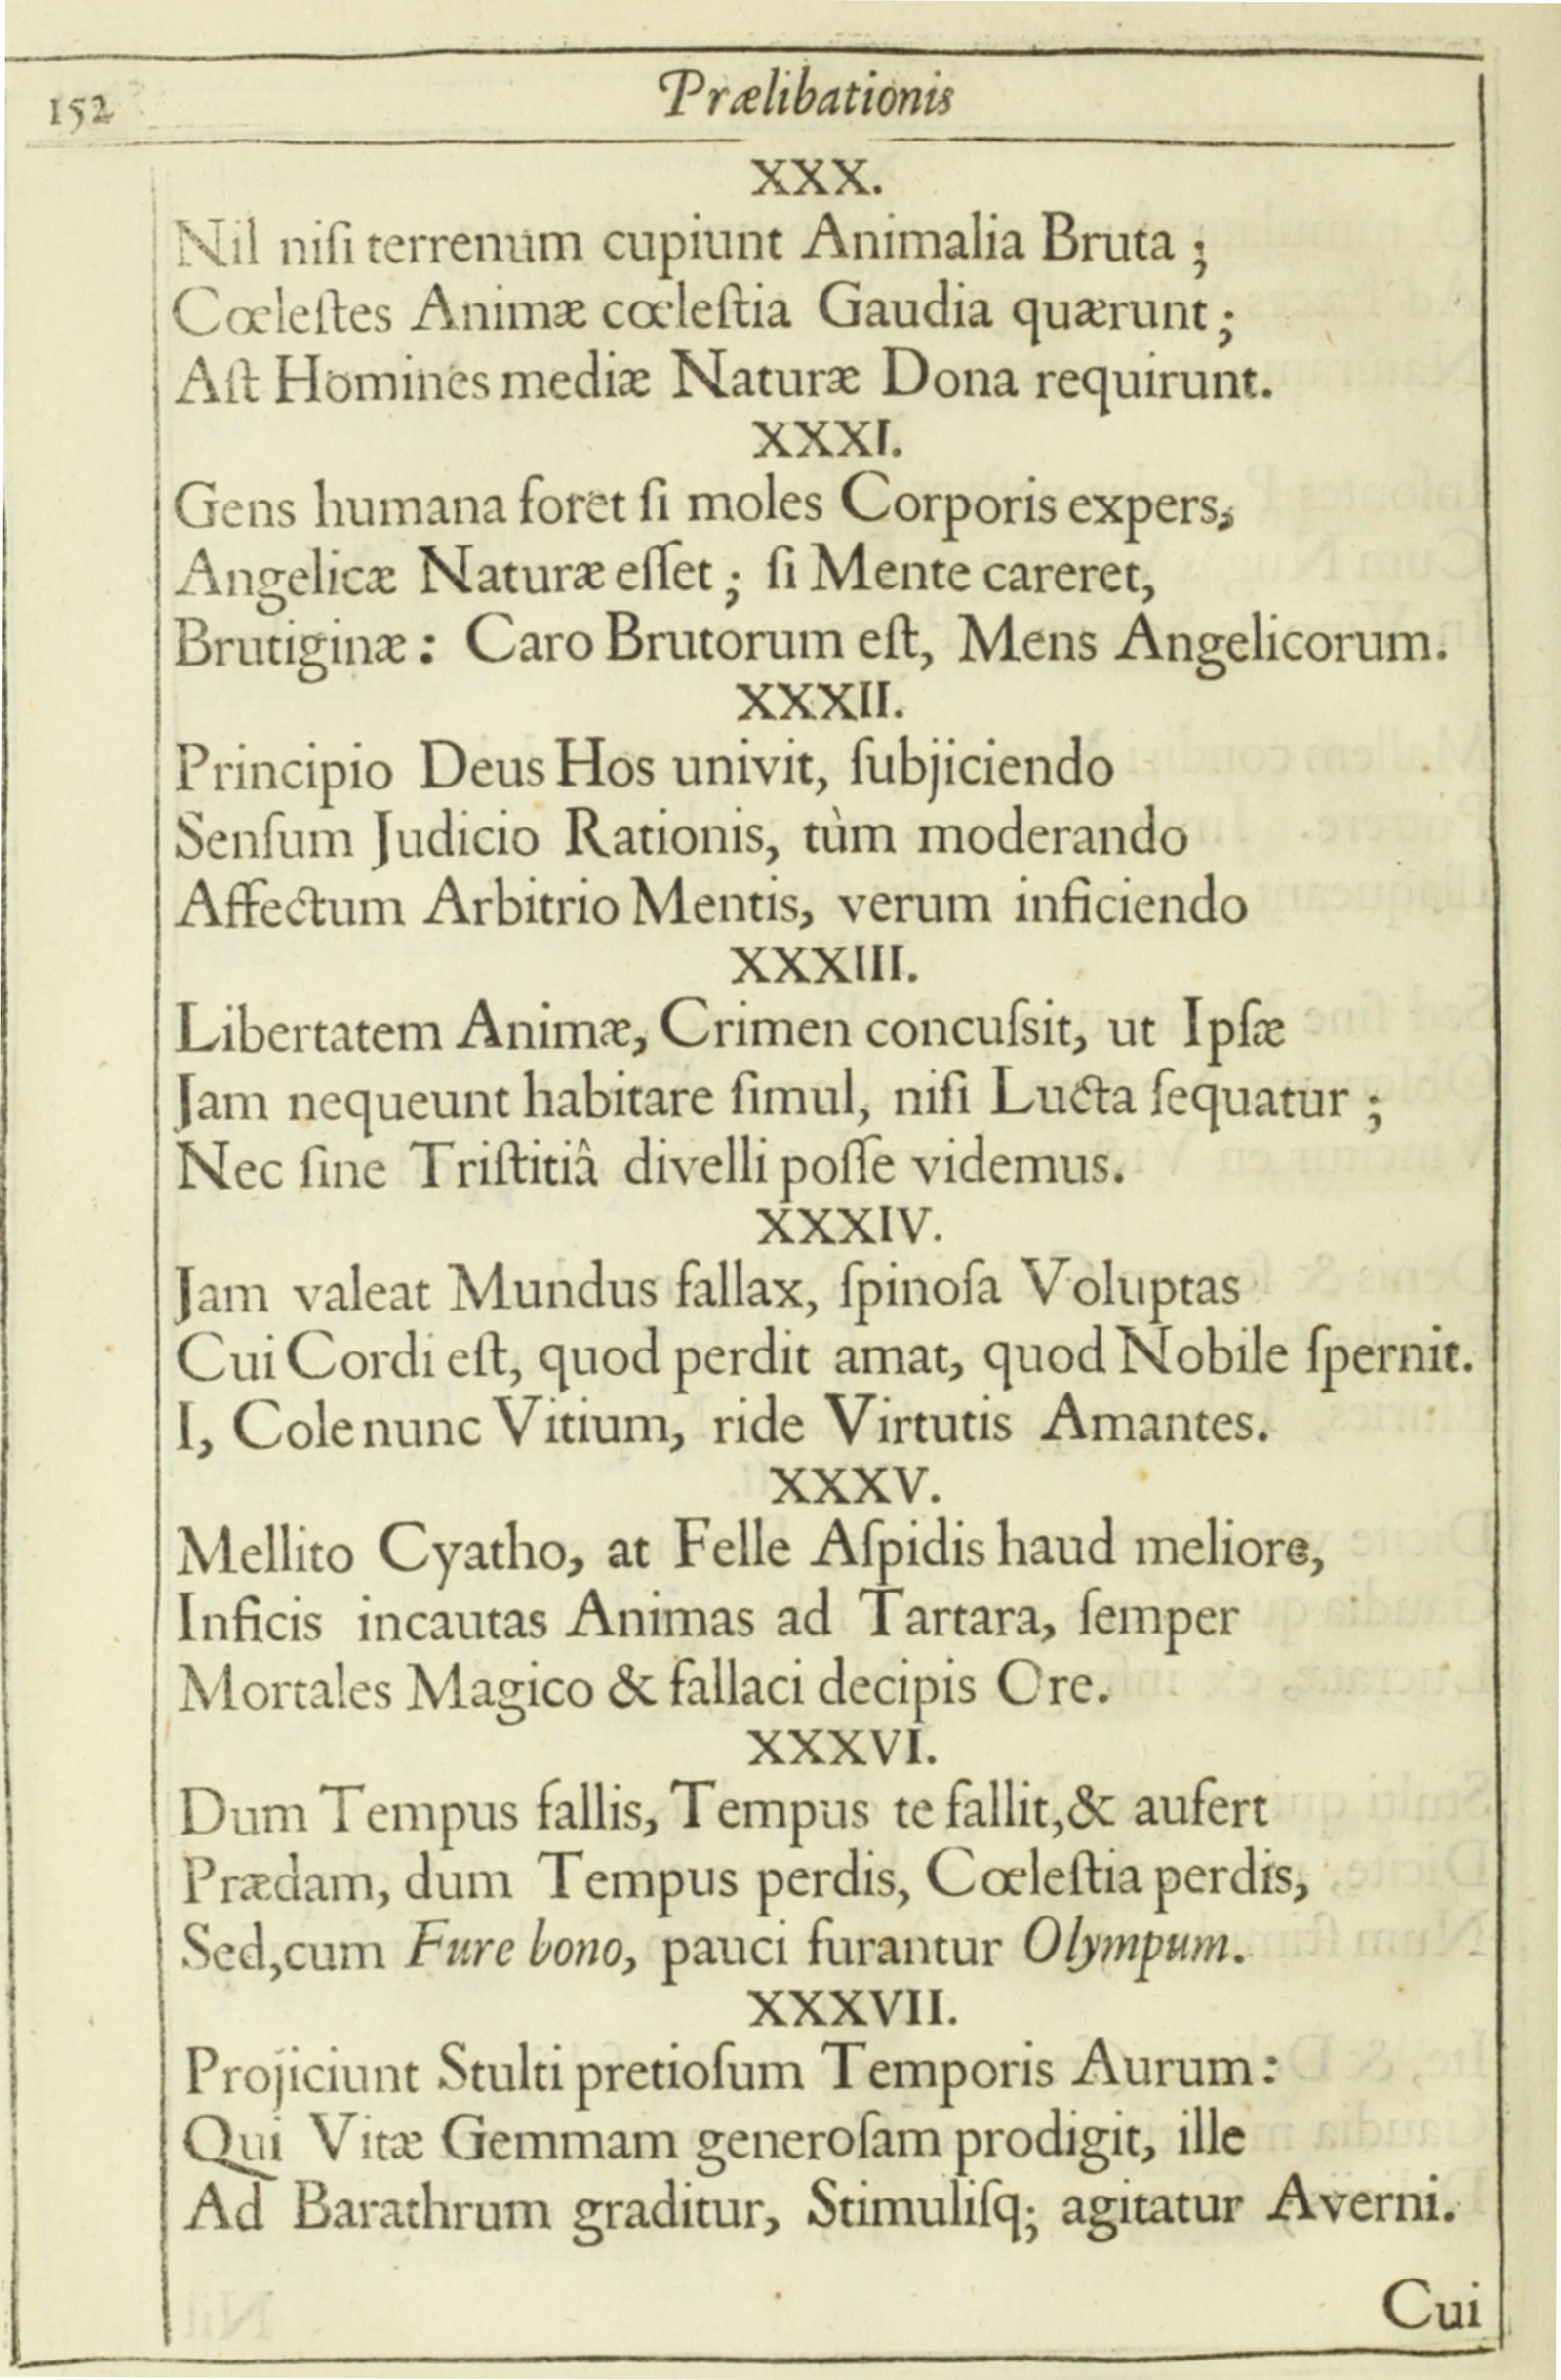 152
Prælibationis
XXX.
Nil niſi terrenum cupiunt Animalia Bruta ;
Cœleſtes Animæ cœleſtia Gaudia quærunt ;
Aſt Homines mediæ Naturæ Dona requirunt.
XXXI.
Gens humana foret ſi moles Corporis expers,
Angelicæ Naturæ eſſet ; ſi Mente careret,
Brutiginæ : Caro Brutorum eſt, Mens Angelicorum.
XXXII.
Principio Deus Hos univit, ſubjiciendo
Senſum Judicio Rationis, tùm moderando
Affectum Arbitrio Mentis, verum inficiendo
XXXIII.
Libertatem Animæ, Crimen concuſsit, ut Ipſæ
Jam nequeunt habitare ſimul, niſi Lucta ſequatur ;
Nec ſine Triſtitiâ divelli poſſe videmus.
XXXIV.
Jam valeat Mundus fallax, ſpinoſa Voluptas
Cui Cordi eſt, quod perdit amat, quod Nobile ſpernit.
I, Cole nunc Vitium, ride Virtutis Amantes.
XXXV.
Mellito Cyatho, at Felle Aſpidis haud meliore,
Inficis incautas Animas ad Tartara, ſemper
Mortales Magico & fallaci decipis Ore.
XXXVI.
Dum Tempus fallis, Tempus te fallit, & aufert
Prædam, dum Tempus perdis, Cœleſtia perdis,
Sed, cum Fure bono, pauci furantur Olympum.
XXXVII.
Projiciunt Stulti pretioſum Temporis Aurum :
Qui Vitæ Gemmam generoſam prodigit, ille
Ad Barathrum graditur, Stimuliſq; agitatur Averni.
Cui